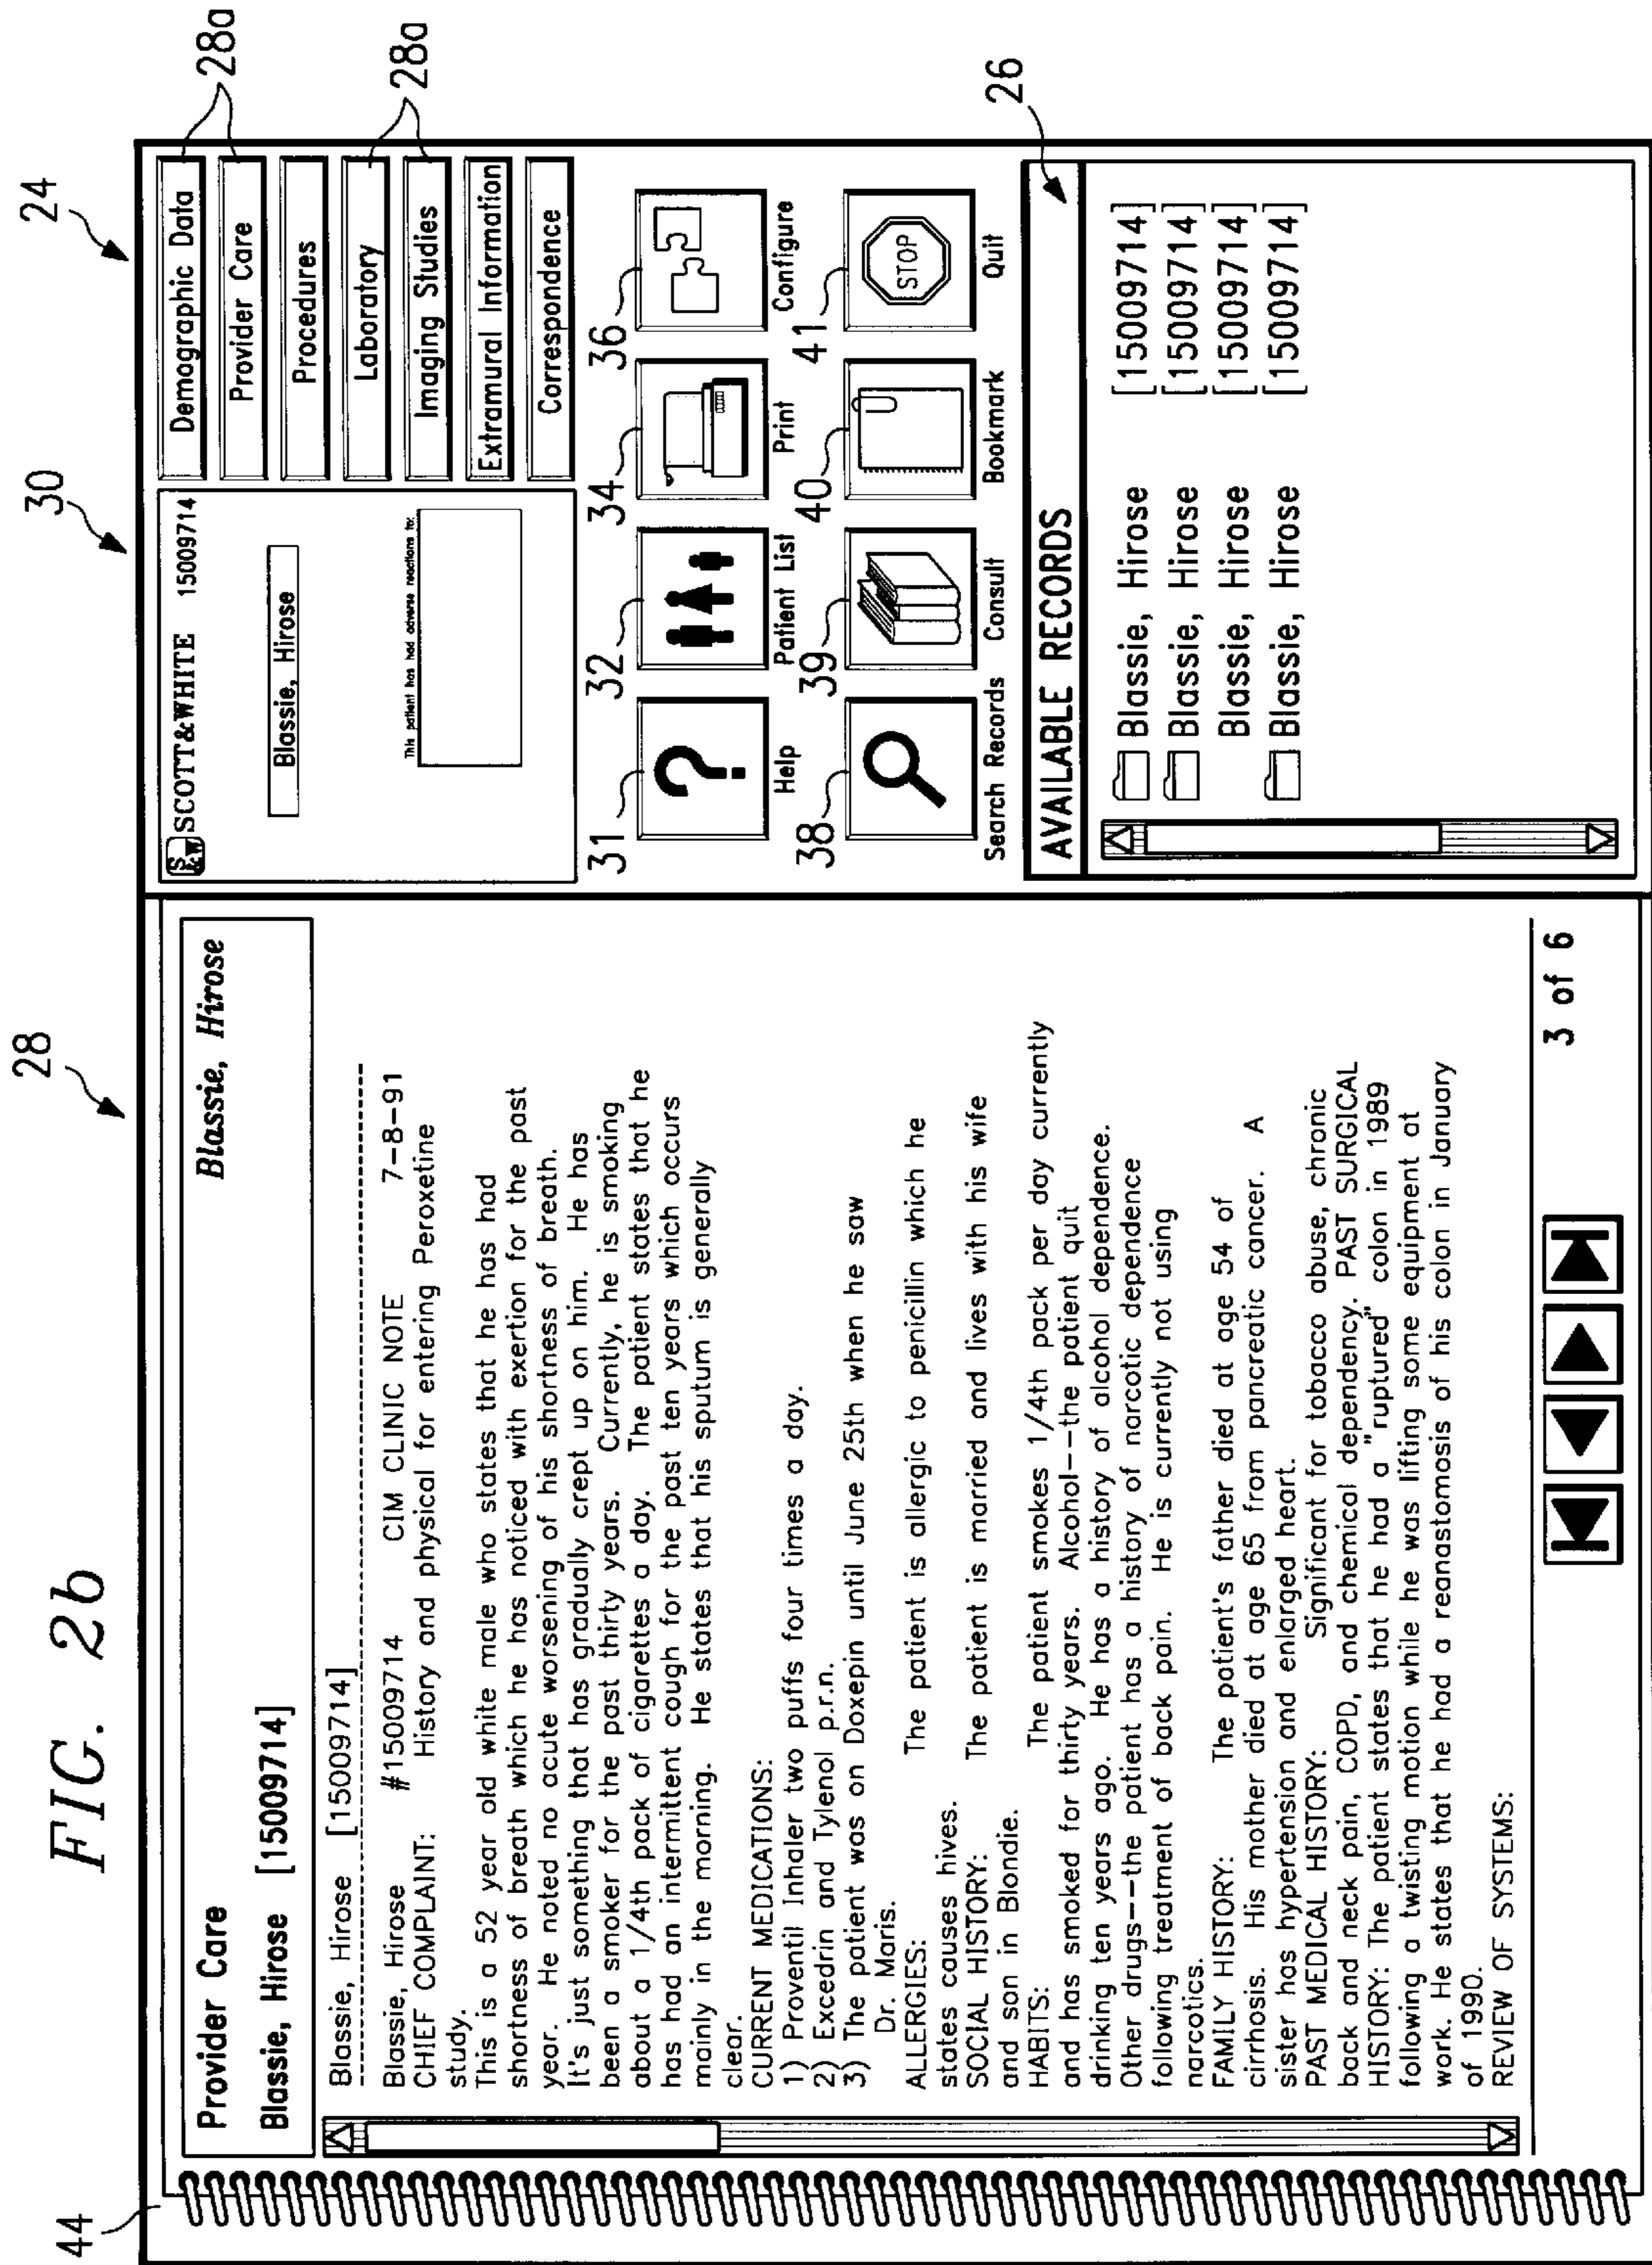 FIG. 2b
28
30
24
44
Provider Care
Blassie, Hirose
Blassie, Hirose [15009714]
Blassie, Hirose [15009714]
Blassie, Hirose #15009714 CIM CLINIC NOTE 7-8-91
CHIEF COMPLAINT: History and physical for entering Peroxetine
study.
This is a 52 year old white male who states that he has had
shortness of breath which he has noticed with exertion for the past
year. He noted no acute worsening of his shortness of breath.
It's just something that has gradually crept up on him. He has
been a smoker for the past thirty years. Currently, he is smoking
about a 1/4th pack of cigarettes a day. The patient states that he
has had an intermittent cough for the past ten years which occurs
mainly in the morning. He states that his sputum is generally
clear.
CURRENT MEDICATIONS:
1) Proventil Inhaler two puffs four times a day.
2) Excedrin and Tylenol p.r.n.
3) The patient was on Doxepin until June 25th when he saw
Dr. Maris.
ALLERGIES: The patient is allergic to penicillin which he
states causes hives.
SOCIAL HISTORY: The patient is married and lives with his wife
and son in Blondie.
HABITS: The patient smokes 1/4th pack per day currently
and has smoked for thirty years. Alcohol--the patient quit
drinking ten years ago. He has a history of alcohol dependence.
Other drugs--the patient has a history of narcotic dependence
following treatment of back pain. He is currently not using
narcotics.
FAMILY HISTORY: The patient's father died at age 54 of
cirrhosis. His mother died at age 65 from pancreatic cancer. A
sister has hypertension and enlarged heart.
PAST MEDICAL HISTORY: Significant for tobacco abuse, chronic
back and neck pain, COPD, and chemical dependency. PAST SURGICAL
HISTORY: The patient states that he had a "ruptured" colon in 1989
following a twisting motion while he was lifting some equipment at
work. He states that he had a reanastomosis of his colon in January
of 1990.
REVIEW OF SYSTEMS:
3 of 6
S&W SCOTT&WHITE 15009714
Blassie, Hirose
This patient has had adverse reactions to:
Demographic Data
28a
Provider Care
Procedures
Laboratory
28a
Imaging Studies
Extramural Information
Correspondence
31
32
34
36
Help
Patient List
Print
Configure
38
39
40
41
STOP
Search Records
Consult
Bookmark
Quit
26
AVAILABLE RECORDS
Blassie, Hirose [15009714]
Blassie, Hirose [15009714]
Blassie, Hirose [15009714]
Blassie, Hirose [15009714]